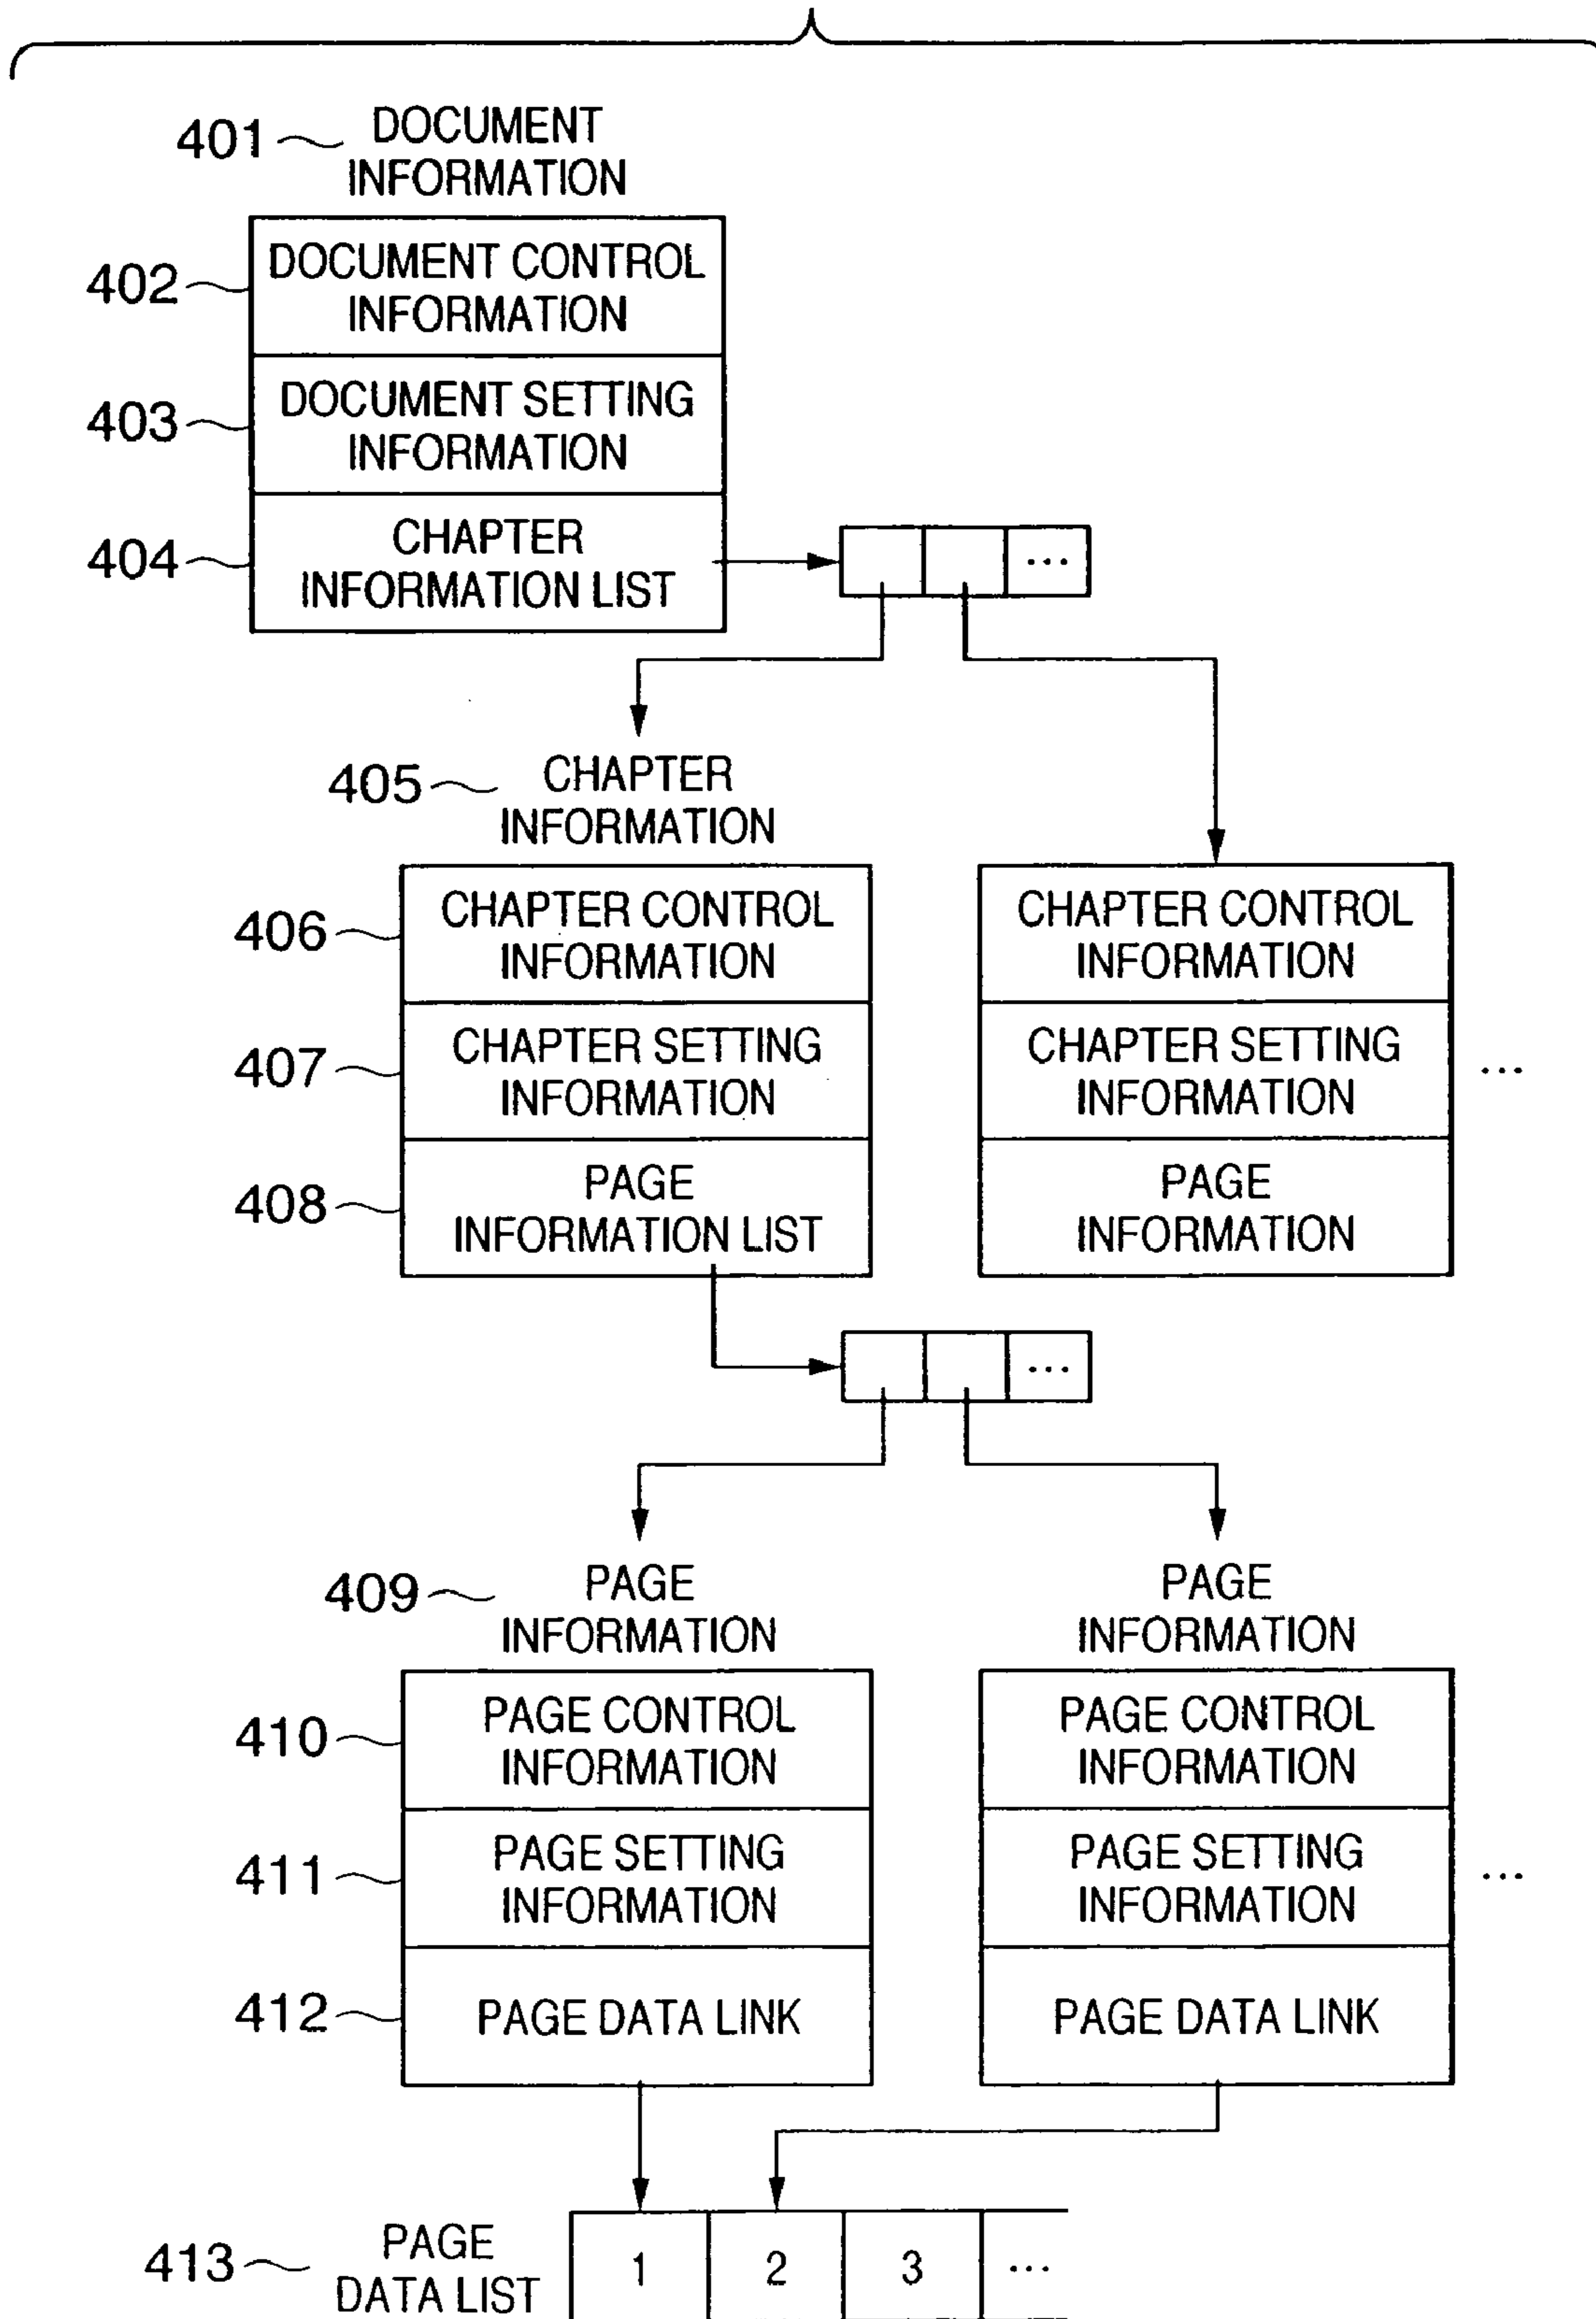 401 DOCUMENT
INFORMATION
402 DOCUMENT CONTROL
INFORMATION
403 DOCUMENT SETTING
INFORMATION
404 CHAPTER
INFORMATION LIST
...
405 CHAPTER
INFORMATION
406 CHAPTER CONTROL
INFORMATION
CHAPTER CONTROL
INFORMATION
407 CHAPTER SETTING
INFORMATION
CHAPTER SETTING
INFORMATION
...
408 PAGE
INFORMATION LIST
PAGE
INFORMATION
...
409 PAGE
INFORMATION
PAGE
INFORMATION
410 PAGE CONTROL
INFORMATION
PAGE CONTROL
INFORMATION
411 PAGE SETTING
INFORMATION
PAGE SETTING
INFORMATION
...
412 PAGE DATA LINK
PAGE DATA LINK
413 PAGE
DATA LIST
1 2 3 ...